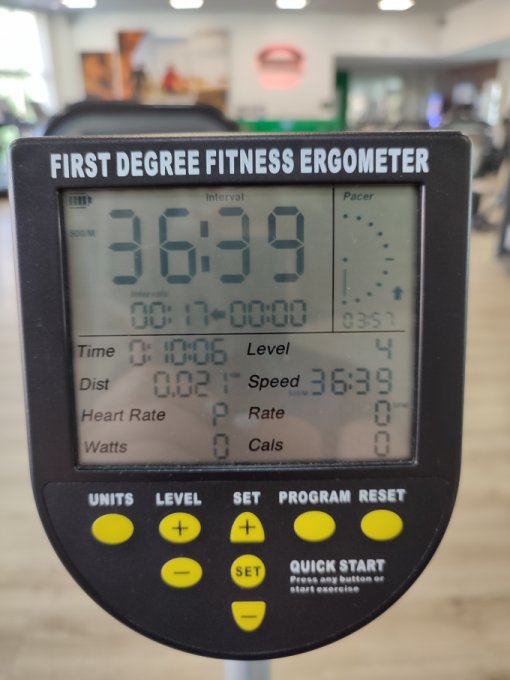 FIRST DEGREE FITNESS ERGOMETER
Interval
Pacer
500/M
36:39
Intervals
00:17 00:00
03:57
Time 0:10:06 Level 4
Dist 0.021 Speed 500/M 36:39
Heart Rate P Rate 0
Watts 0 Cals 0
UNITS LEVEL SET PROGRAM RESET
+ +
- SET
-
QUICK START
Press any button or
start exercise